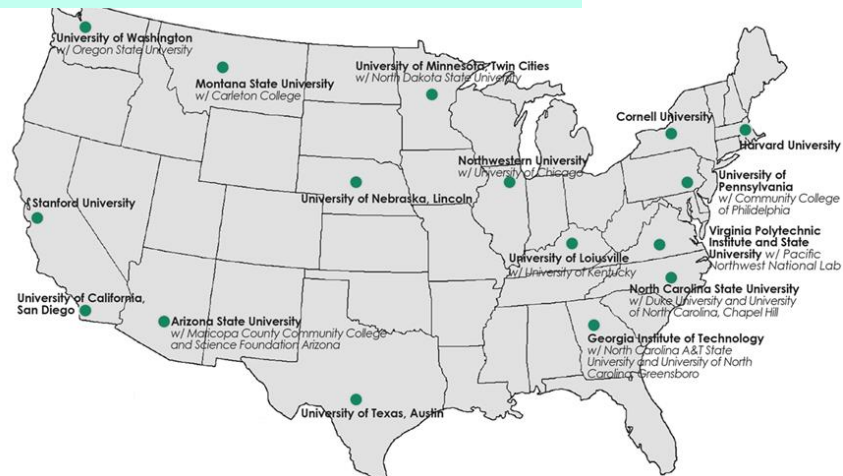 University of Washington
w/ Oregon State University
Montana State University
w/ Carleton College
University of Minnesota, Twin Cities
w/ North Dakota State University
Cornell University
Harvard University
Northwestern University
w/ University of Chicago
University of
Pennsylvania
w/ Community College
of Philidelphia
University of Nebraska, Lincoln
Stanford University
Virginia Polytechnic
Institute and State
University w/ Pacific
Northwest National Lab
University of Loiusville
w/ University of Kentucky
North Carolina State University
w/ Duke University and University
of North Carolina, Chapel Hill
University of California,
San Diego
Arizona State University
w/ Maricopa County Community College
and Science Foundation Arizona
Georgia Institute of Technology
w/ North Carolina A&T State
University and University of North
Carolina, Greensboro
University of Texas, Austin